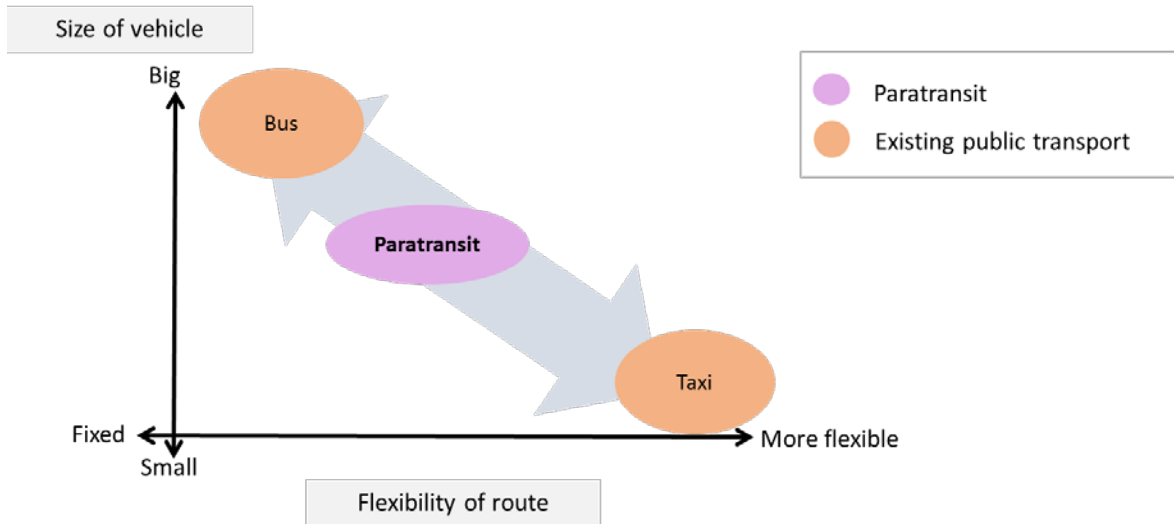 Size of vehicle
Big
Bus
Paratransit
Existing public transport
Paratransit
Taxi
Fixed
More flexible
Small
Flexibility of route